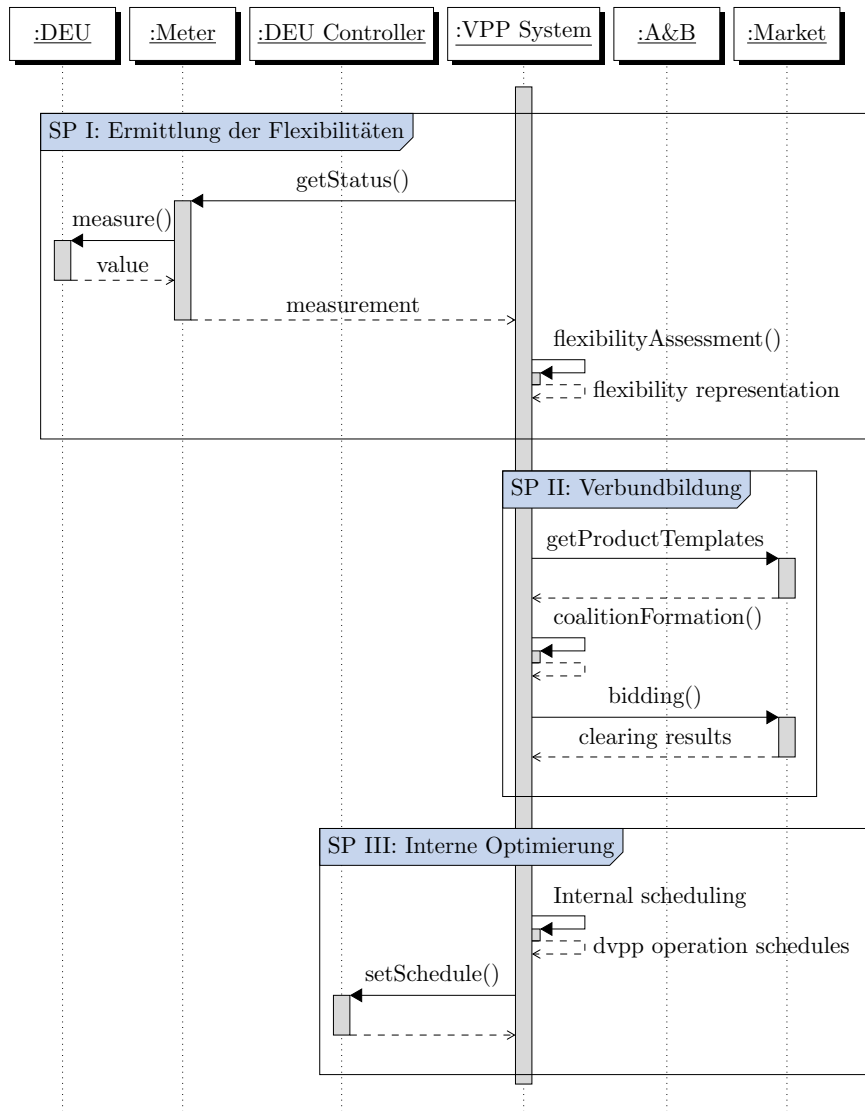 :DEU
:Meter
:DEU Controller
:VPP System
:A&B
:Market
SP I: Ermittlung der Flexibilitäten
getStatus()
measure()
value
measurement
flexibilityAssessment()
flexibility representation
SP II: Verbundbildung
getProductTemplates
coalitionFormation()
bidding()
clearing results
SP III: Interne Optimierung
Internal scheduling
dvpp operation schedules
setSchedule()